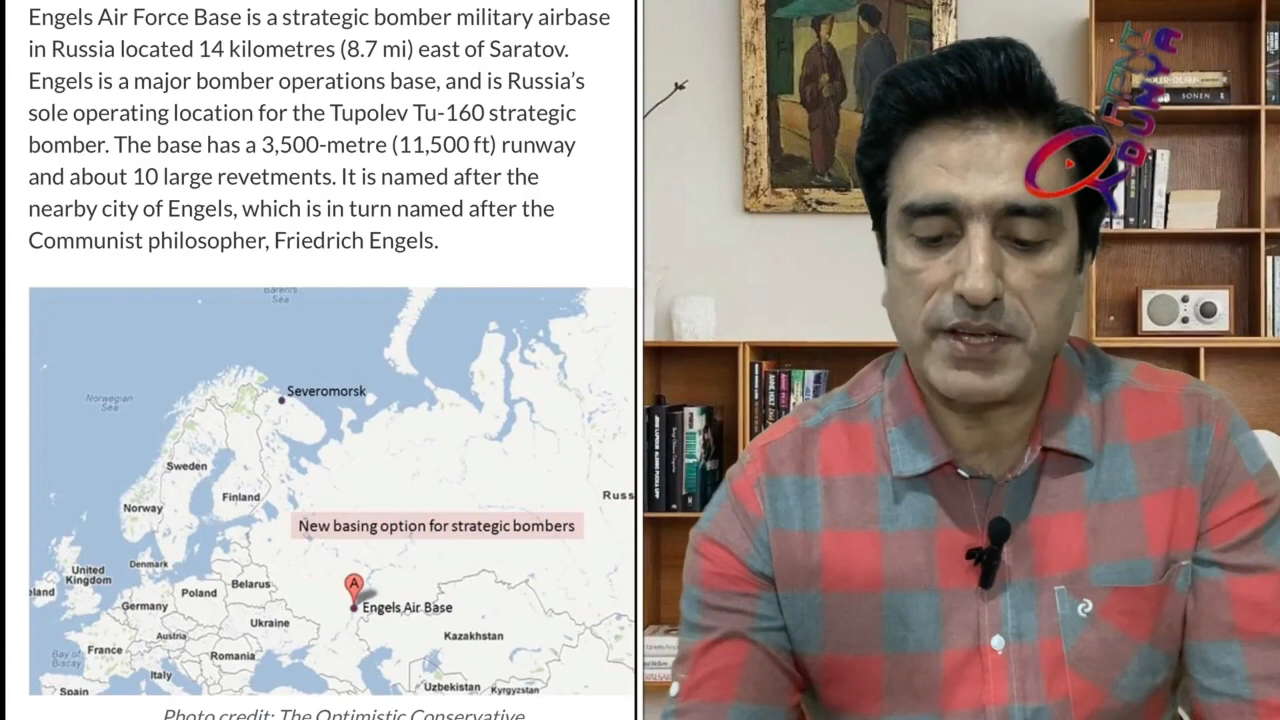 Engels Air Force Base is a strategic bomber military airbase
in Russia located 14 kilometres (8.7 mi) east of Saratov.
Engels is a major bomber operations base, and is Russia's
sole operating location for the Tupolev Tu-160 strategic
bomber. The base has a 3,500-metre (11,500 ft) runway
and about 10 large revetments. It is named after the
nearby city of Engels, which is in turn named after the
Communist philosopher, Friedrich Engels.
Barents
Sea
Severomorsk
Norwegian
Sea
Sweden
Finland
Norway
Russ
New basing option for strategic bombers
Denmark
United
Kingdom
eland
Belarus
Poland
Germany
Engels Air Base
Ukraine
Austria
Kazakhstan
France
Bay of
Biscay
Romania
Italy
Uzbekistan
Kyrgyzstan
Spain
Photo credit: The Optimistic Conservative
DUNYA
SONEN